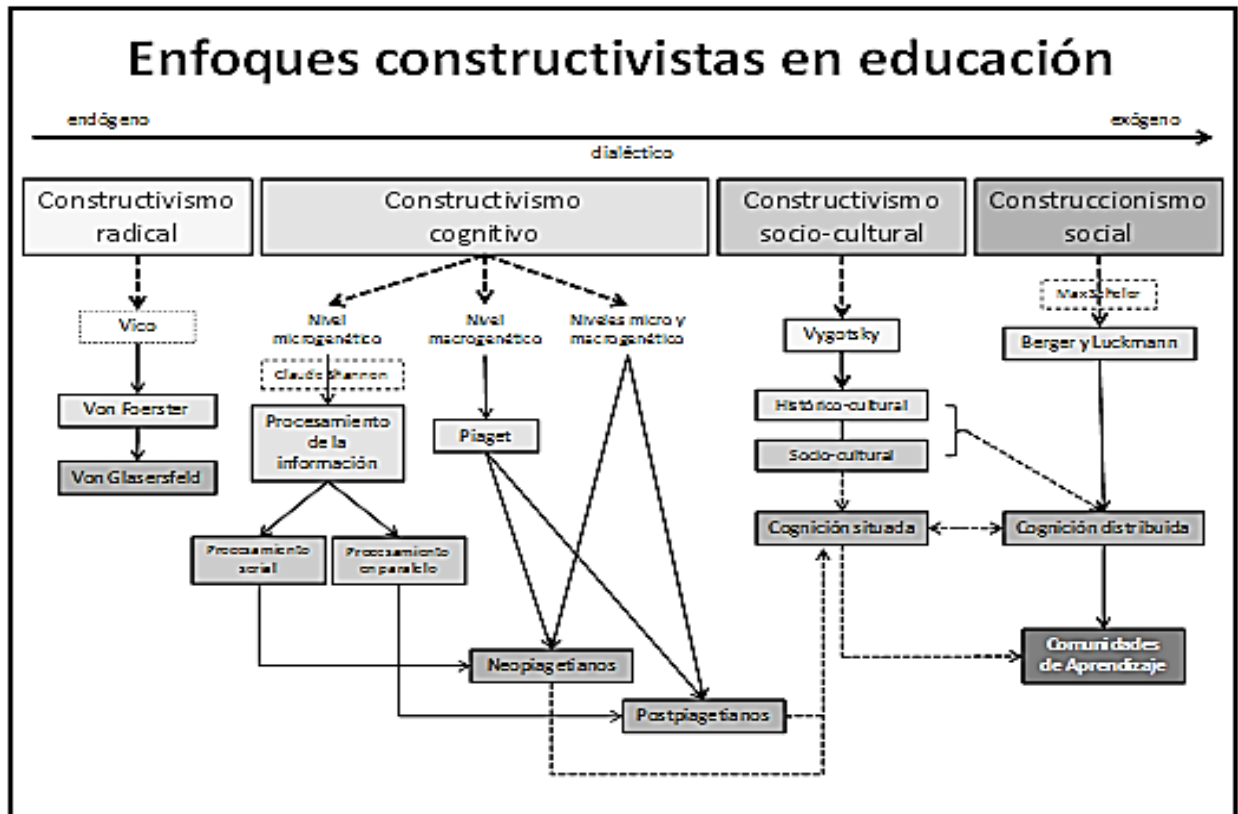 Enfoques constructivistas en educación
endógeno
exógeno
dialéctico
Constructivismo
radical
Constructivismo
cognitivo
Constructivismo
socio-cultural
Construccionismo
social
Vico
Von Foerster
Von Glasersfeld
Nivel
microgenético
Nivel
macrogenético
Niveles micro y
macrogenético
Claude Shannon
Procesamiento
de la
información
Piaget
Procesamiento
serial
Procesamiento
en paralelo
Neopiagetianos
Postpiagetianos
Vygotsky
Histórico-cultural
Socio-cultural
Cognición situada
Max
Berger y Luckmann
Cognición distribuida
Comunidades
de Aprendizaje